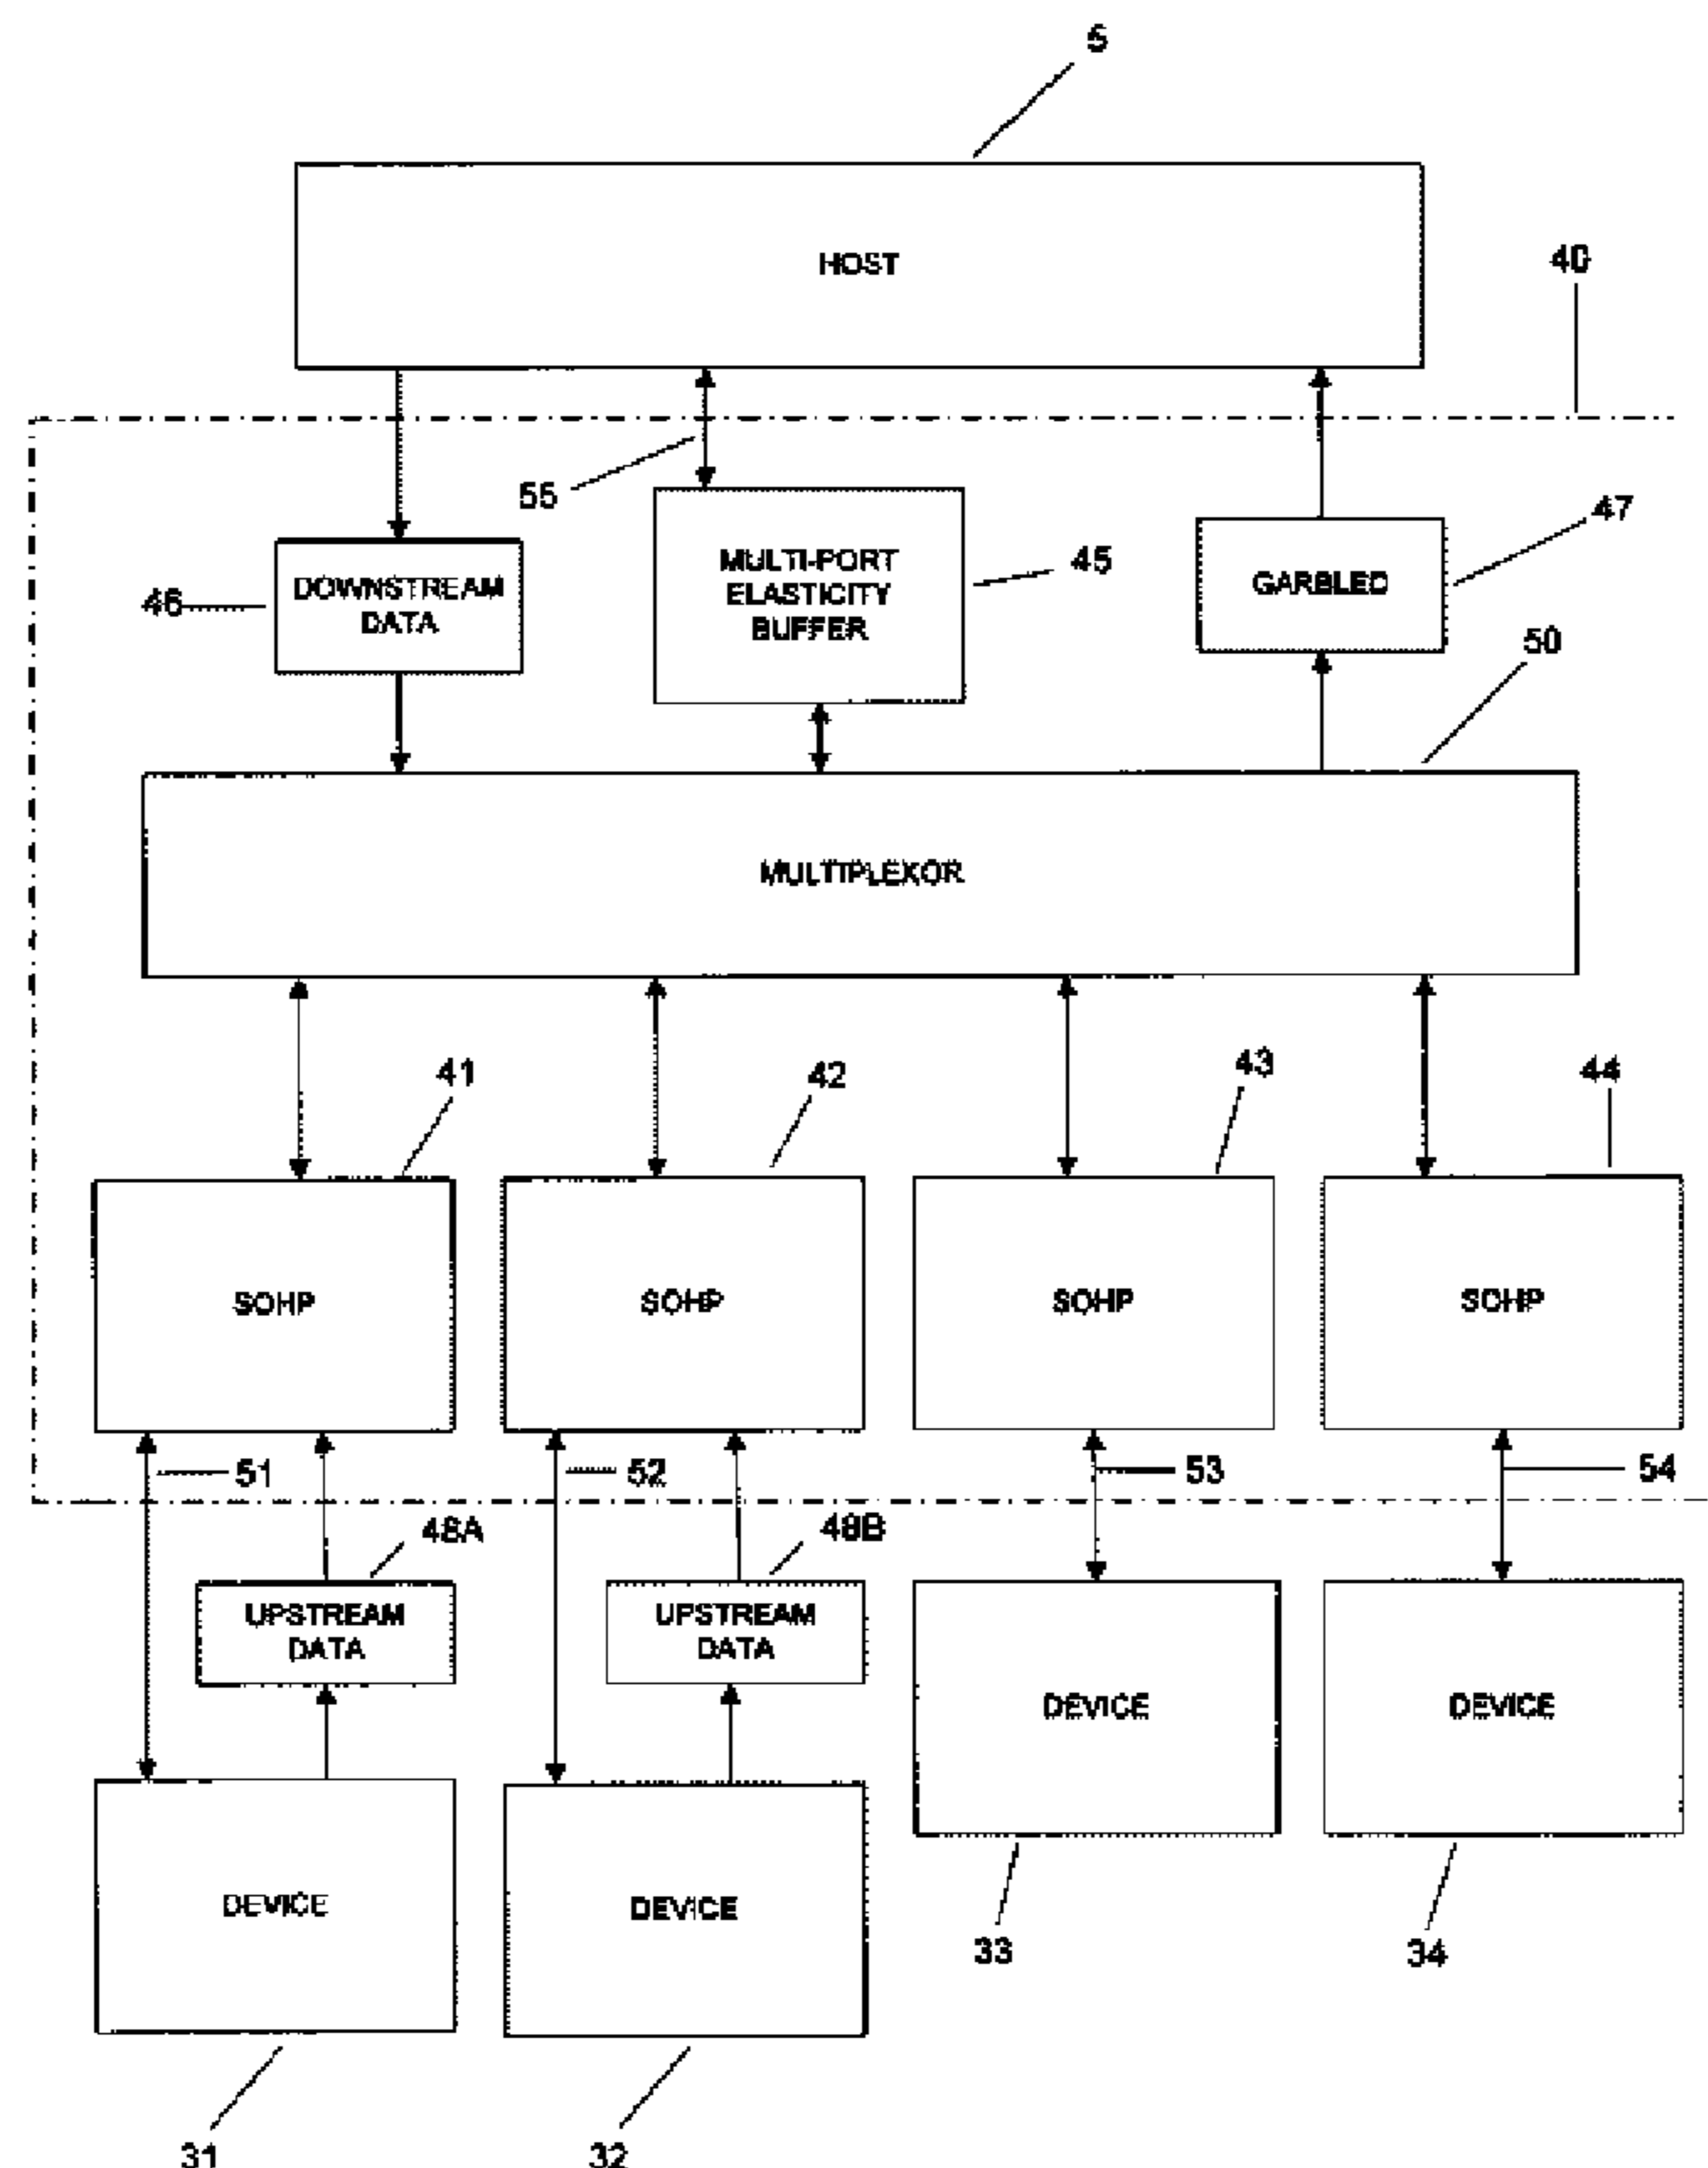 5
HOST
40
55
46
DOWNSTREAM
DATA
MULTI-PORT
ELASTICITY
BUFFER
45
GARBLED
47
50
MULTIPLEXOR
41
42
43
44
SOHP
SOHP
SOHP
SOHP
51
52
53
54
48A
48B
UPSTREAM
DATA
UPSTREAM
DATA
DEVICE
DEVICE
DEVICE
DEVICE
33
34
31
32